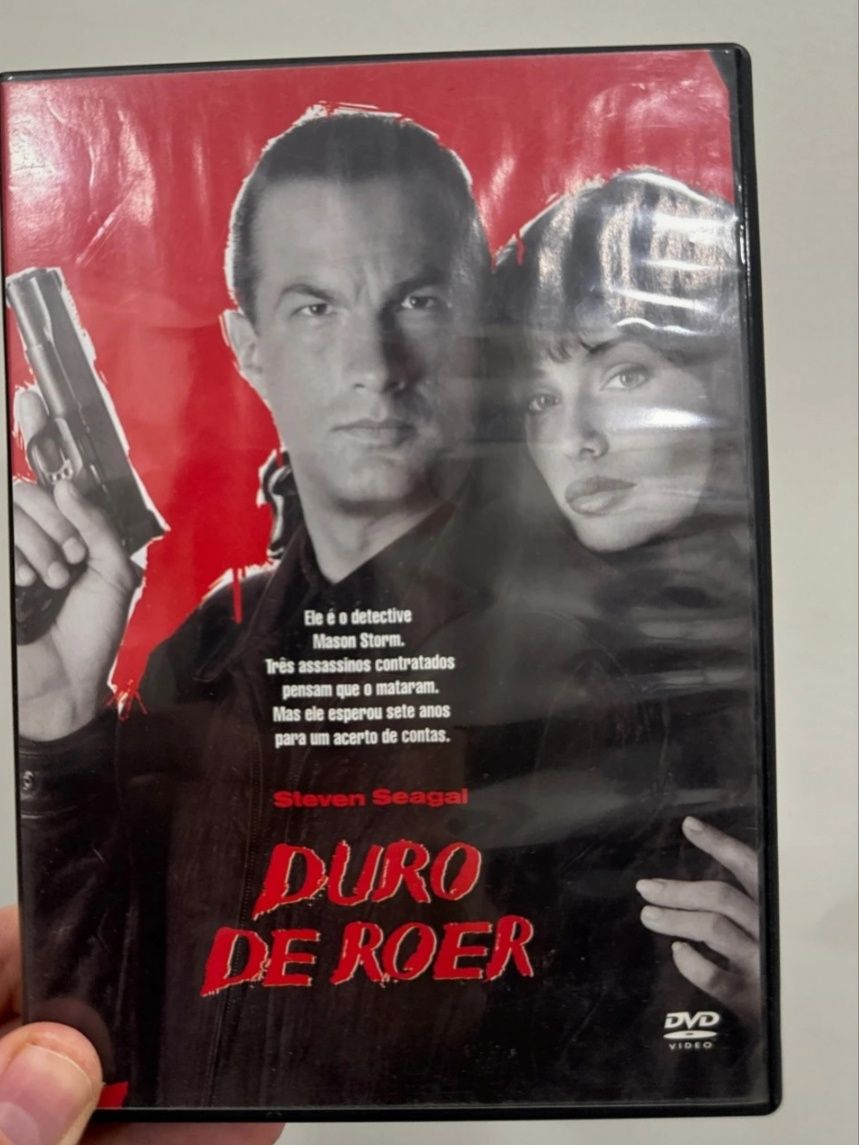 Ele é o detective
Mason Storm.
Três assassinos contratados
pensam que o mataram.
Mas ele esperou sete anos
para um acerto de contas.
Steven Seagal
DURO
DE ROER
DVD
VIDEO